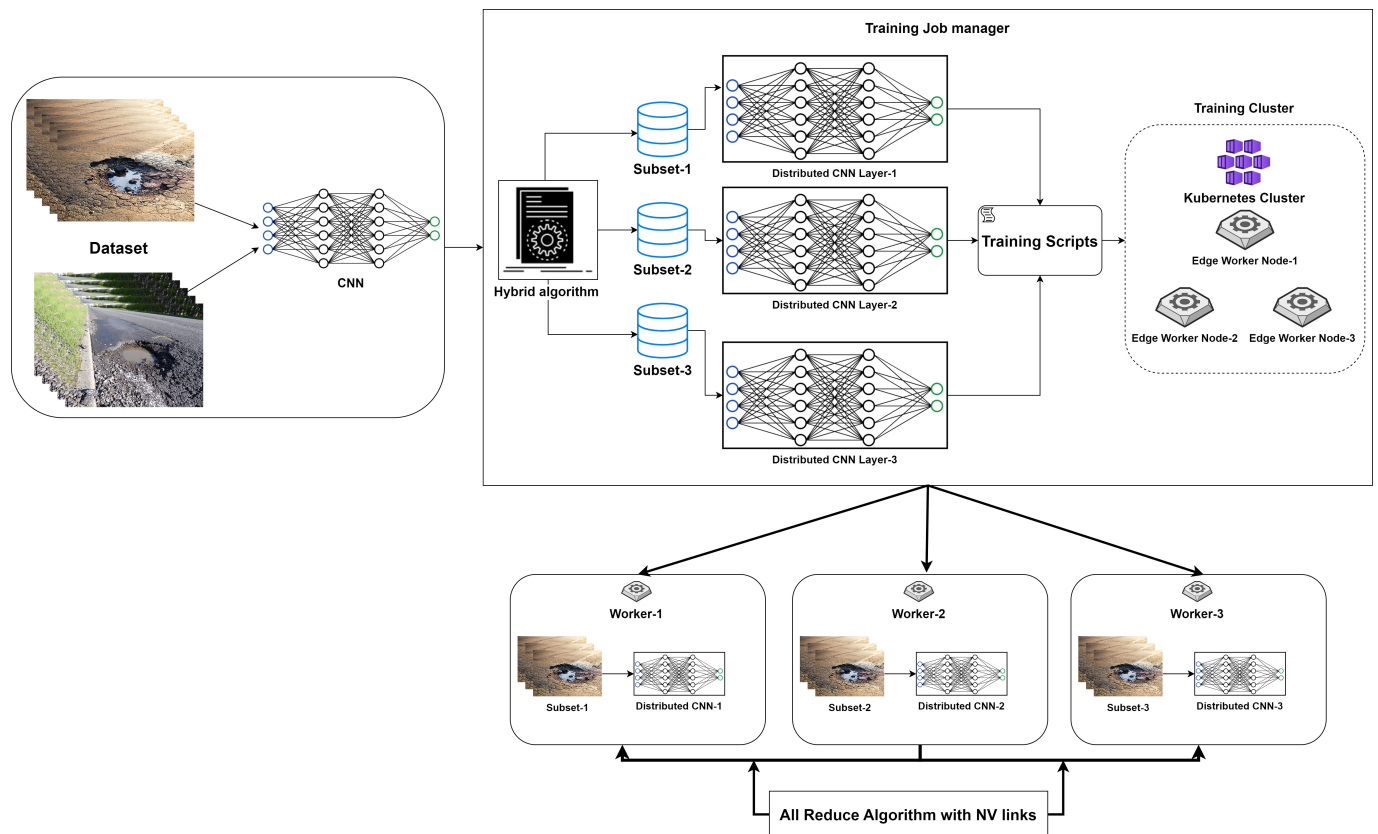 Training Job manager
Dataset
CNN
Hybrid algorithm
Subset-1
Subset-2
Subset-3
Distributed CNN Layer-1
Distributed CNN Layer-2
Distributed CNN Layer-3
Training Scripts
Training Cluster
Kubernetes Cluster
Edge Worker Node-1
Edge Worker Node-2
Edge Worker Node-3
Worker-1
Subset-1
Distributed CNN-1
Worker-2
Subset-2
Distributed CNN-2
Worker-3
Subset-3
Distributed CNN-3
All Reduce Algorithm with NV links